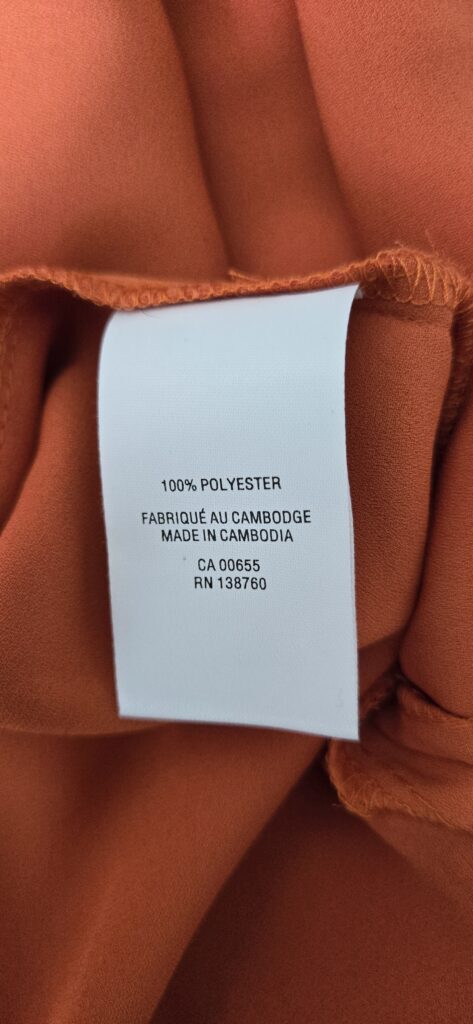 100% POLYESTER
FABRIQUÉ AU CAMBODGE
MADE IN CAMBODIA
CA 00655
RN 138760